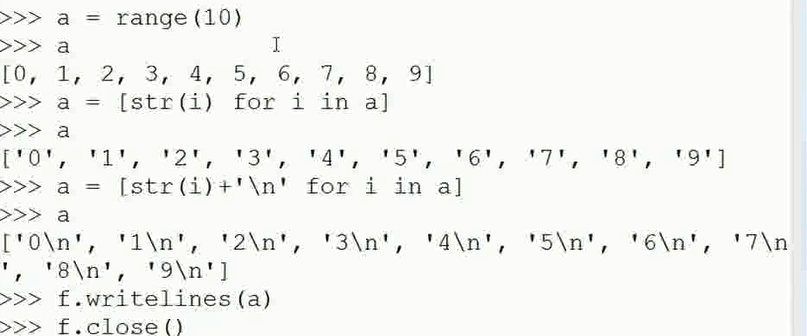 >>> a = range(10)
>>> a
[0, 1, 2, 3, 4, 5, 6, 7, 8, 9]
>>> a = [str(i) for i in a]
>>> a
['0', '1', '2', '3', '4', '5', '6', '7', '8', '9']
>>> a = [str(i)+'\n' for i in a]
>>> a
['0\n', '1\n', '2\n', '3\n', '4\n', '5\n', '6\n', '7\n
', '8\n', '9\n']
>>> f.writelines(a)
>>> f.close()